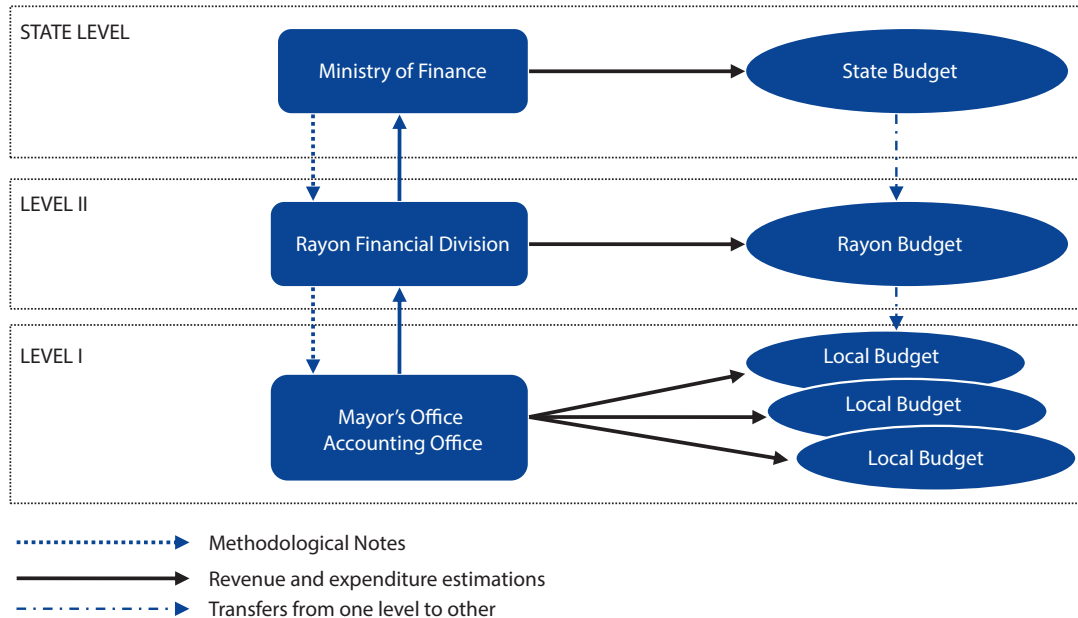 STATE LEVEL
Ministry of Finance
State Budget
LEVEL II
Rayon Financial Division
Rayon Budget
LEVEL I
Local Budget
Mayor’s Office
Accounting Office
Local Budget
Local Budget
Methodological Notes
Revenue and expenditure estimations
Transfers from one level to other